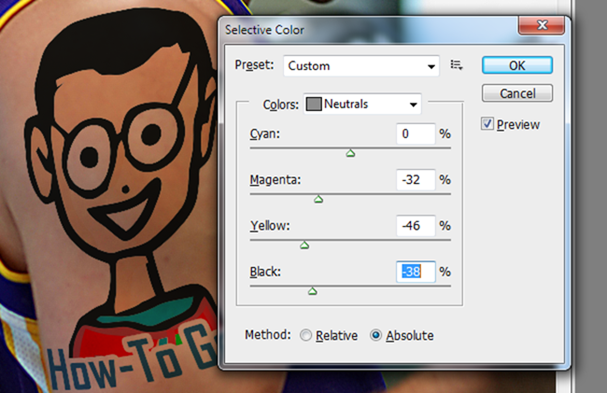 Selective Color
Preset: Custom
OK
Cancel
Colors: Neutrals
Preview
Cyan: 0 %
Magenta: -32 %
Yellow: -46 %
Black: -38 %
Method: Relative Absolute
How-To G